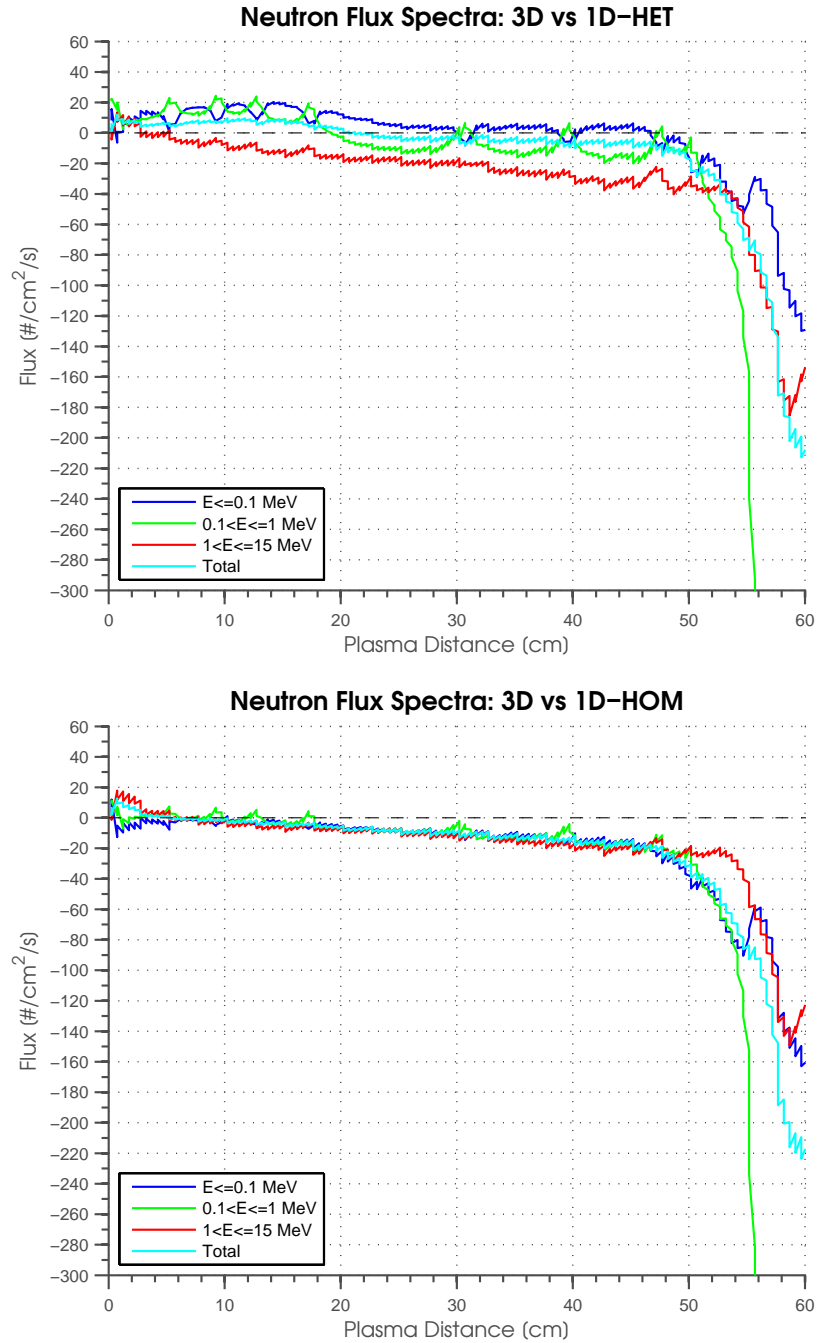 Neutron Flux Spectra: 3D vs 1D−HET
60
40
20
0
−20
−40
−60
−80
−100
−120
−140
−160
−180
−200
−220
−240
−260
−280
−300
Flux (#/cm²/s)
E<=0.1 MeV
0.1<E<=1 MeV
1<E<=15 MeV
Total
0 10 20 30 40 50 60
Plasma Distance (cm)
Neutron Flux Spectra: 3D vs 1D−HOM
60
40
20
0
−20
−40
−60
−80
−100
−120
−140
−160
−180
−200
−220
−240
−260
−280
−300
Flux (#/cm²/s)
E<=0.1 MeV
0.1<E<=1 MeV
1<E<=15 MeV
Total
0 10 20 30 40 50 60
Plasma Distance (cm)